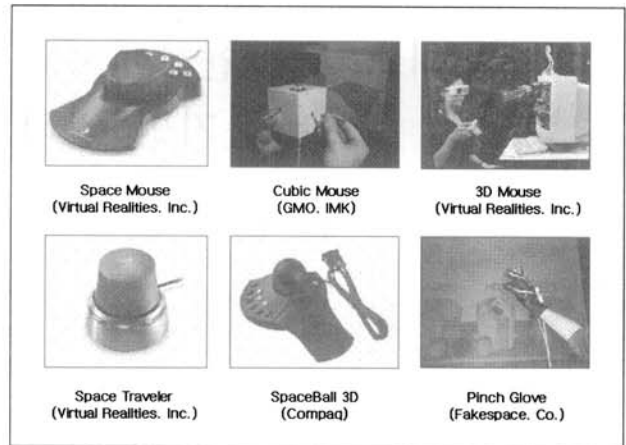 Space Mouse
(Virtual Realities. Inc.)
Cubic Mouse
(GMO. IMK)
3D Mouse
(Virtual Realities. Inc.)
Space Traveler
(Virtual Realities. Inc.)
SpaceBall 3D
(Compaq)
Pinch Glove
(Fakespace. Co.)